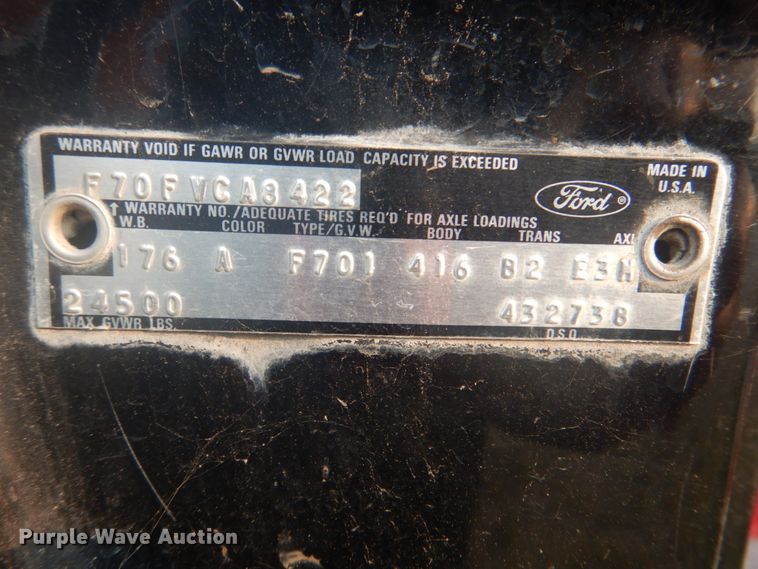 WARRANTY VOID IF GAWR OR GVWR LOAD CAPACITY IS EXCEEDED
F70FVCA8422
MADE IN
U.S.A.
Ford ®
↑ WARRANTY NO./ADEQUATE TIRES REQ'D FOR AXLE LOADINGS
W.B. COLOR TYPE/G.V.W. BODY TRANS AXL
176 A F701 416 B2 E3H
24500 432738
MAX GVWR LBS. D.S.O.
Purple Wave Auction